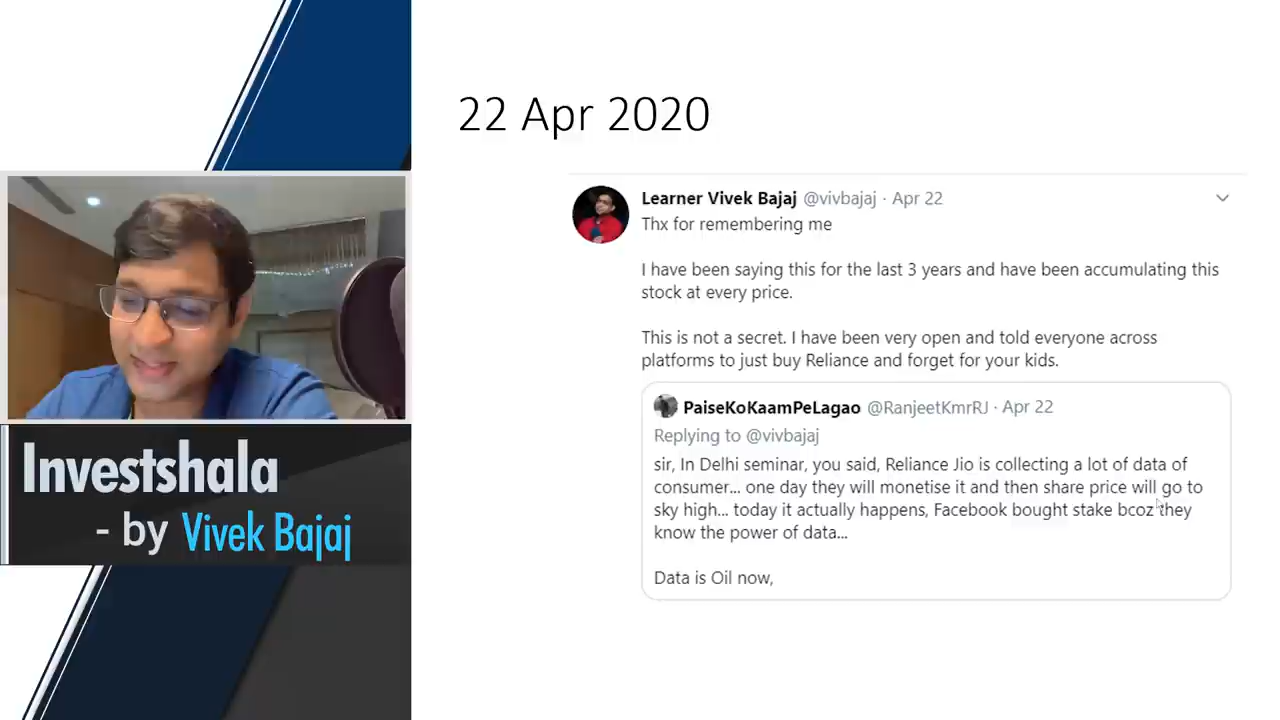 22 Apr 2020
Learner Vivek Bajaj @vivbajaj · Apr 22
Thx for remembering me
I have been saying this for the last 3 years and have been accumulating this
stock at every price.
This is not a secret. I have been very open and told everyone across
platforms to just buy Reliance and forget for your kids.
PaiseKoKaamPeLagao @RanjeetKmrRJ · Apr 22
Replying to @vivbajaj
sir, In Delhi seminar, you said, Reliance Jio is collecting a lot of data of
consumer... one day they will monetise it and then share price will go to
sky high... today it actually happens, Facebook bought stake bcoz they
know the power of data...
Data is Oil now,
Investshala
- by Vivek Bajaj